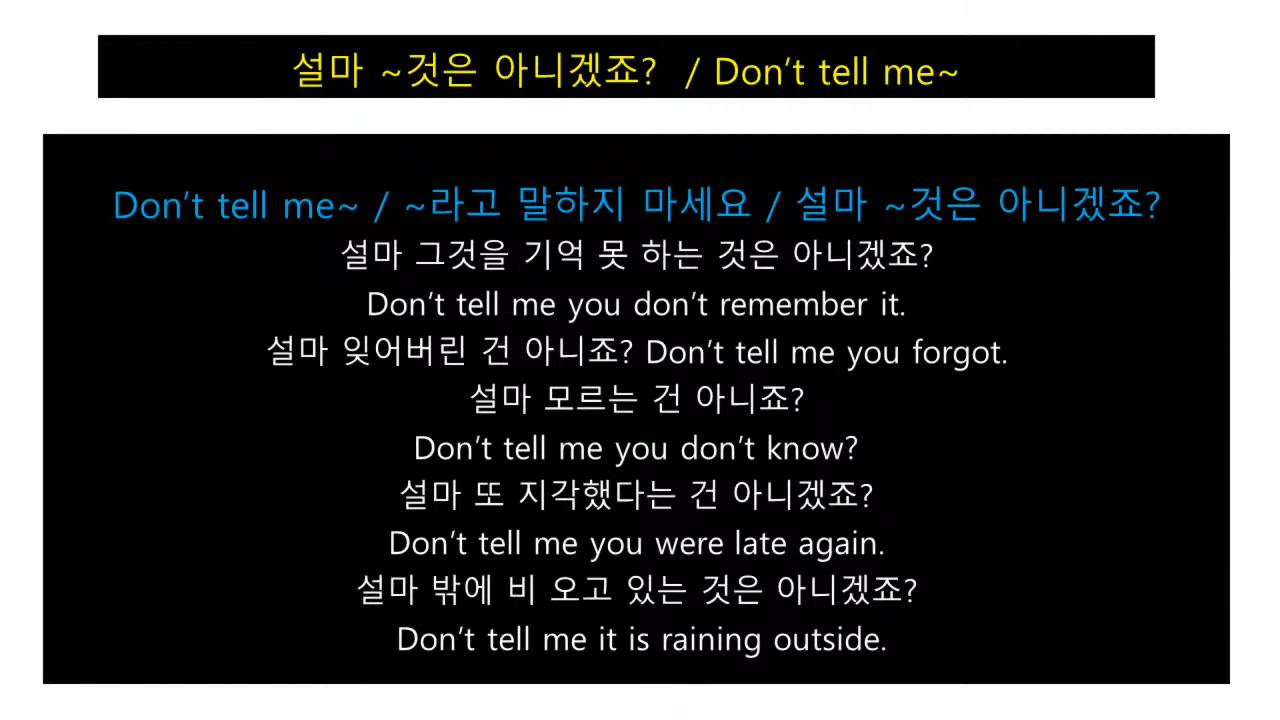 설마 ~것은 아니겠죠? / Don't tell me~
Don't tell me~ / ~라고 말하지 마세요 / 설마 ~것은 아니겠죠?
설마 그것을 기억 못 하는 것은 아니겠죠?
Don't tell me you don't remember it.
설마 잊어버린 건 아니죠? Don't tell me you forgot.
설마 모르는 건 아니죠?
Don't tell me you don't know?
설마 또 지각했다는 건 아니겠죠?
Don't tell me you were late again.
설마 밖에 비 오고 있는 것은 아니겠죠?
Don't tell me it is raining outside.